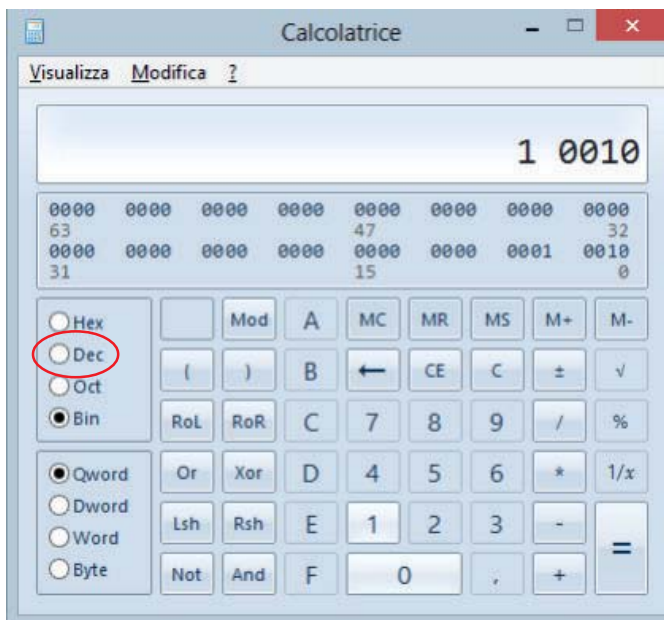 Calcolatrice
Visualizza Modifica ?
1 0010
0000 0000 0000 0000 0000 0000 0000 0000
63 47 32
0000 0000 0000 0000 0000 0000 0001 0010
31 15 0
Hex Mod A MC MR MS M+ M-
Dec ( ) B ← CE C ± √
Oct
Bin RoL RoR C 7 8 9 / %
Qword Or Xor D 4 5 6 * 1/x
Dword Lsh Rsh E 1 2 3 - =
Word
Byte Not And F 0 , +